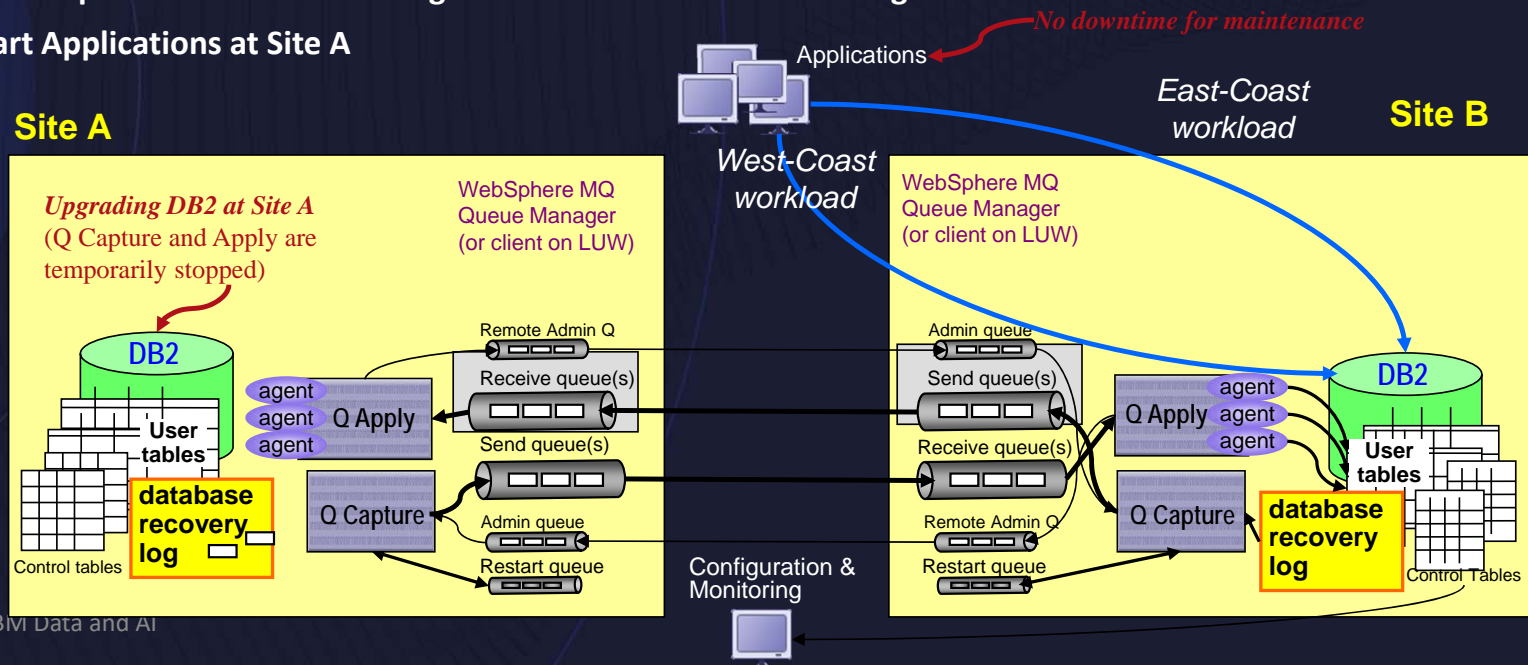 art Applications at Site A
No downtime for maintenance
Applications
East-Coast
workload
Site A
Site B
West-Coast
workload
Upgrading DB2 at Site A
(Q Capture and Apply are
temporarily stopped)
WebSphere MQ
Queue Manager
(or client on LUW)
WebSphere MQ
Queue Manager
(or client on LUW)
DB2
agent
agent
agent
Q Apply
User
tables
database
recovery
log
Control tables
Q Capture
Remote Admin Q
Receive queue(s)
Send queue(s)
Admin queue
Restart queue
Configuration &
Monitoring
Admin queue
Send queue(s)
Receive queue(s)
Remote Admin Q
Restart queue
Q Apply
agent
agent
agent
Q Capture
DB2
User
tables
database
recovery
log
Control Tables
BM Data and AI